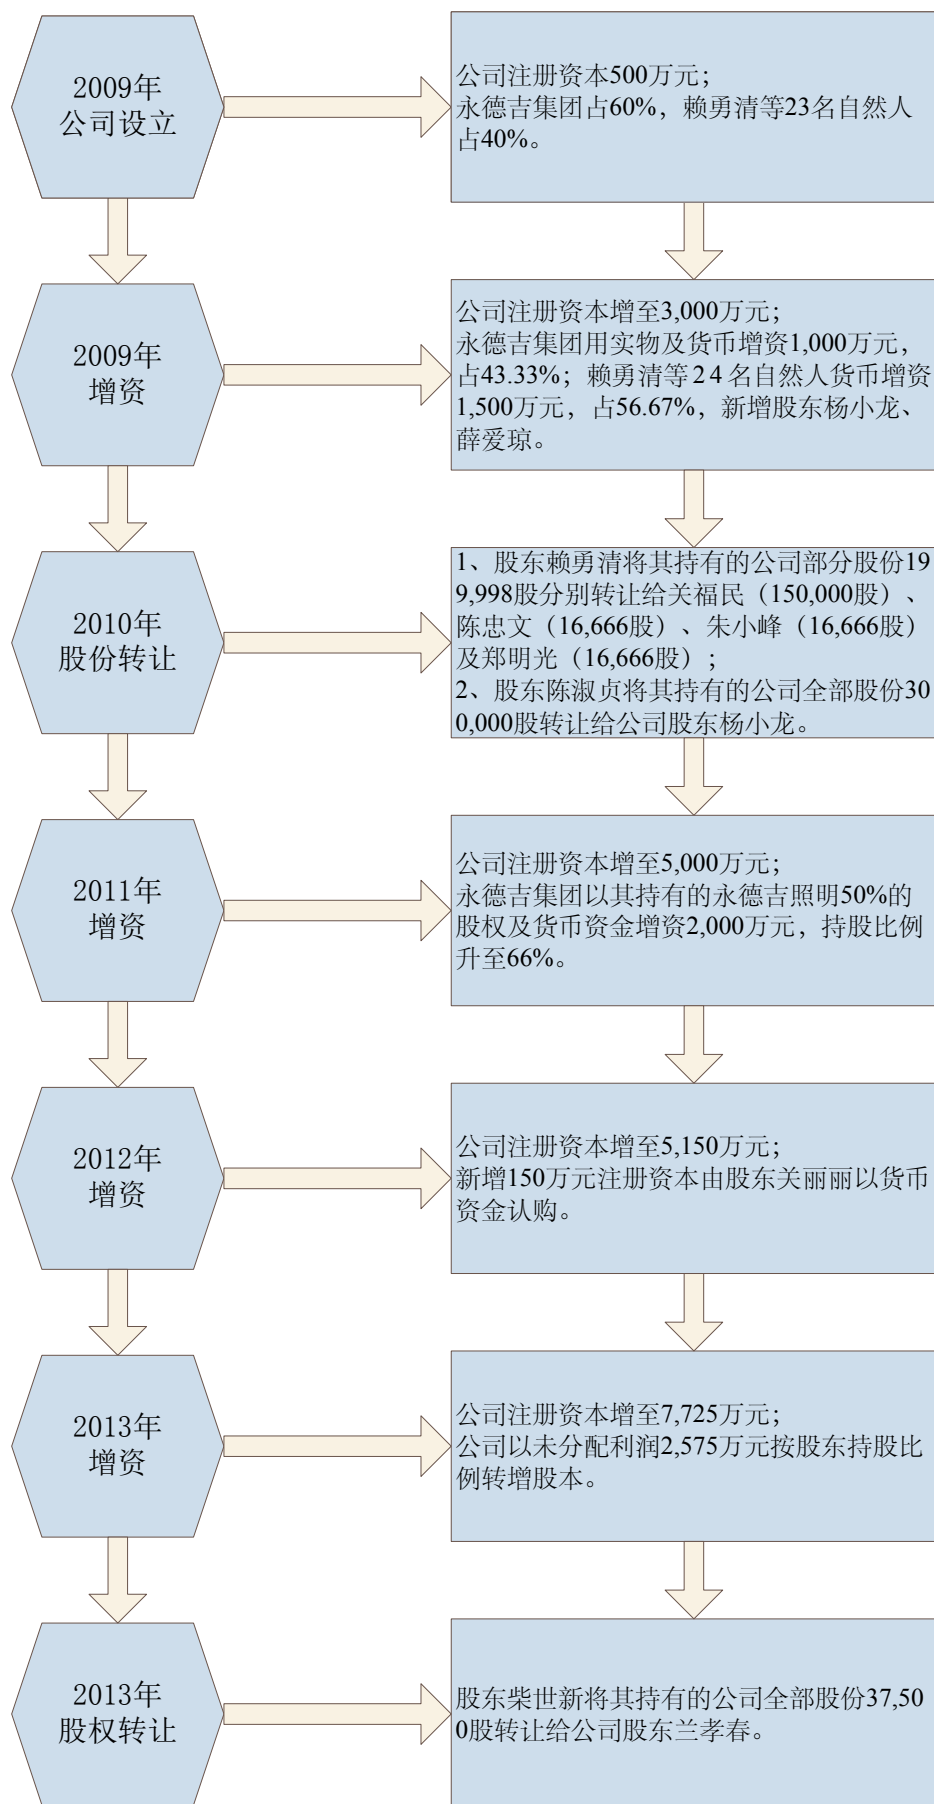 2009年
公司设立
公司注册资本500万元；
永德吉集团占60%，赖勇清等23名自然人
占40%。
2009年
增资
公司注册资本增至3,000万元；
永德吉集团用实物及货币增资1,000万元，
占43.33%；赖勇清等２４名自然人货币增资
1,500万元，占56.67%，新增股东杨小龙、
薛爱琼。
2010年
股份转让
1、股东赖勇清将其持有的公司部分股份19
9,998股分别转让给关福民（150,000股）、
陈忠文（16,666股）、朱小峰（16,666股）
及郑明光（16,666股）；
2、股东陈淑贞将其持有的公司全部股份30
0,000股转让给公司股东杨小龙。
2011年
增资
公司注册资本增至5,000万元；
永德吉集团以其持有的永德吉照明50%的
股权及货币资金增资2,000万元，持股比例
升至66%。
2012年
增资
公司注册资本增至5,150万元；
新增150万元注册资本由股东关丽丽以货币
资金认购。
2013年
增资
公司注册资本增至7,725万元；
公司以未分配利润2,575万元按股东持股比
例转增股本。
2013年
股权转让
股东柴世新将其持有的公司全部股份37,50
0股转让给公司股东兰孝春。